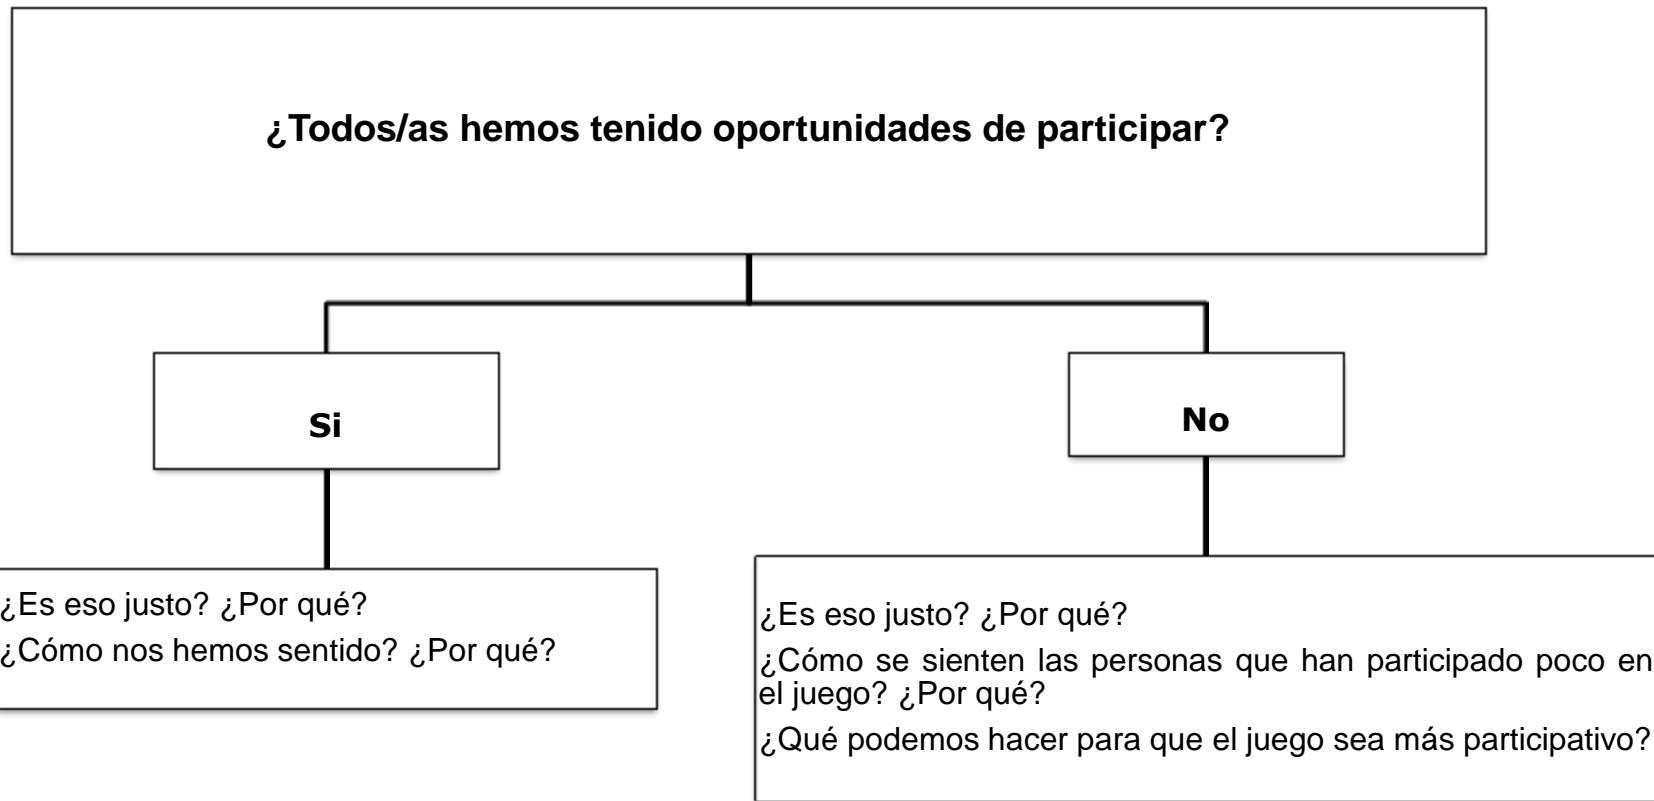 ¿Todos/as hemos tenido oportunidades de participar?
Si
No
¿Es eso justo? ¿Por qué?
¿Cómo nos hemos sentido? ¿Por qué?
¿Es eso justo? ¿Por qué?
¿Cómo se sienten las personas que han participado poco en
el juego? ¿Por qué?
¿Qué podemos hacer para que el juego sea más participativo?